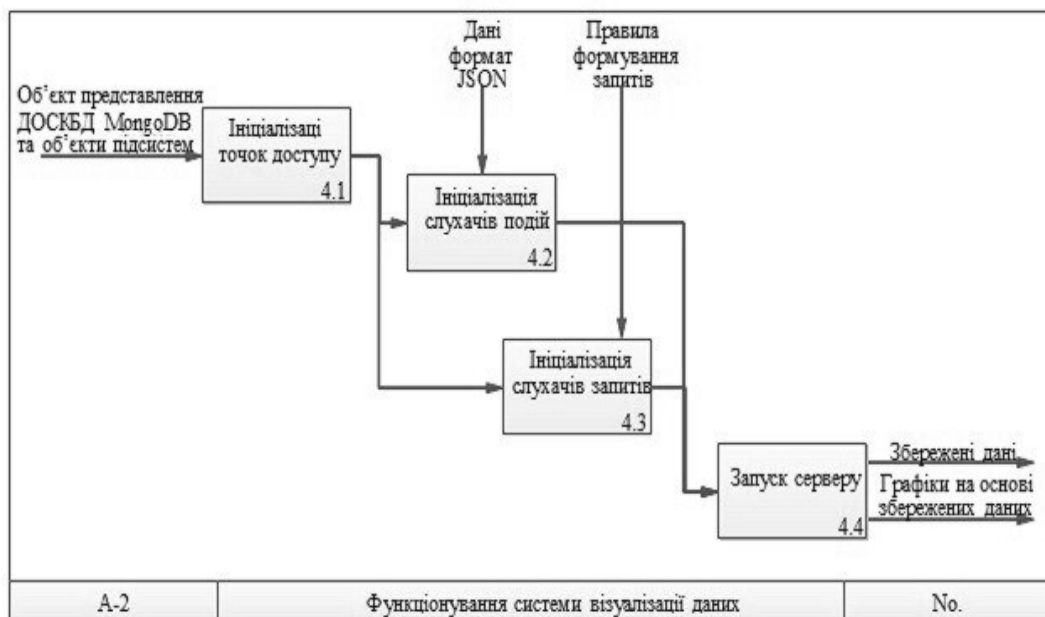 Дані
формат
JSON
Правила
формування
запитів
Об’єкт представлення
ДОСКБД MongoDB
та об’єкти підсистем
Ініціалізаці
точок доступу
4.1
Ініціалізація
слухачів подій
4.2
Ініціалізація
слухачів запитів
4.3
Запуск серверу
4.4
Збережені дані
Графіки на основі
збережених даних
А-2
Функціонування системи візуалізації даних
No.